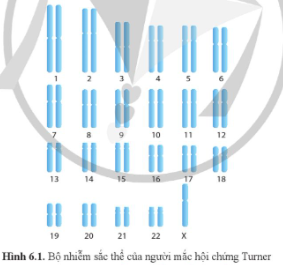 1 2 3 4 5 6
7 8 9 10 11 12
13 14 15 16 17 18
19 20 21 22 X
Hình 6.1. Bộ nhiễm sắc thể của người mắc hội chứng Turner